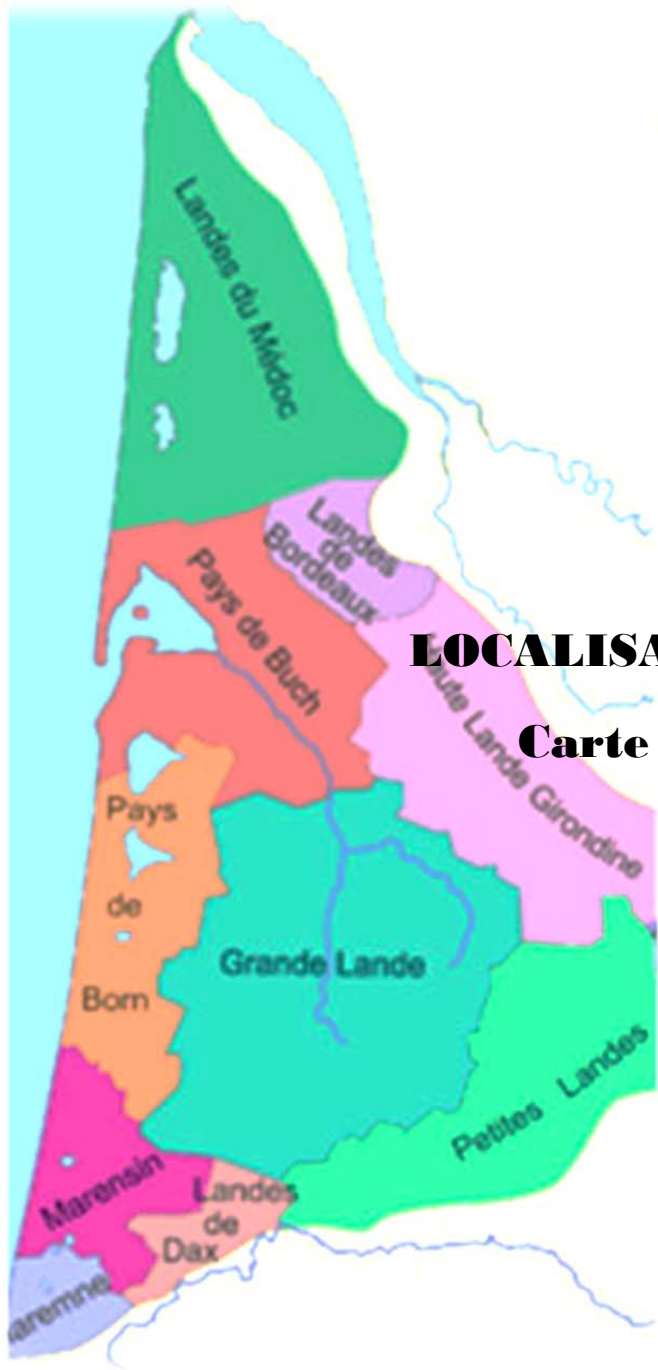 Landes du Médoc
Landes
de
Bordeaux
Pays de Buch
LOCALISA
Haute Lande Girondine
Carte
Pays
de
Born
Grande Lande
Petites Landes
Marensin
Landes
de
Dax
aremne